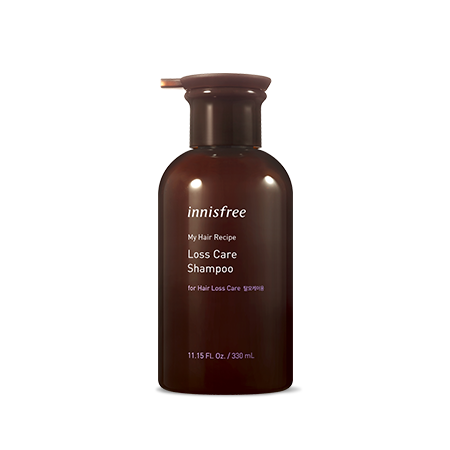 innisfree
My Hair Recipe
Loss Care
Shampoo
for Hair Loss Care 탈모케어용
11.15 FL. Oz. / 330 mL